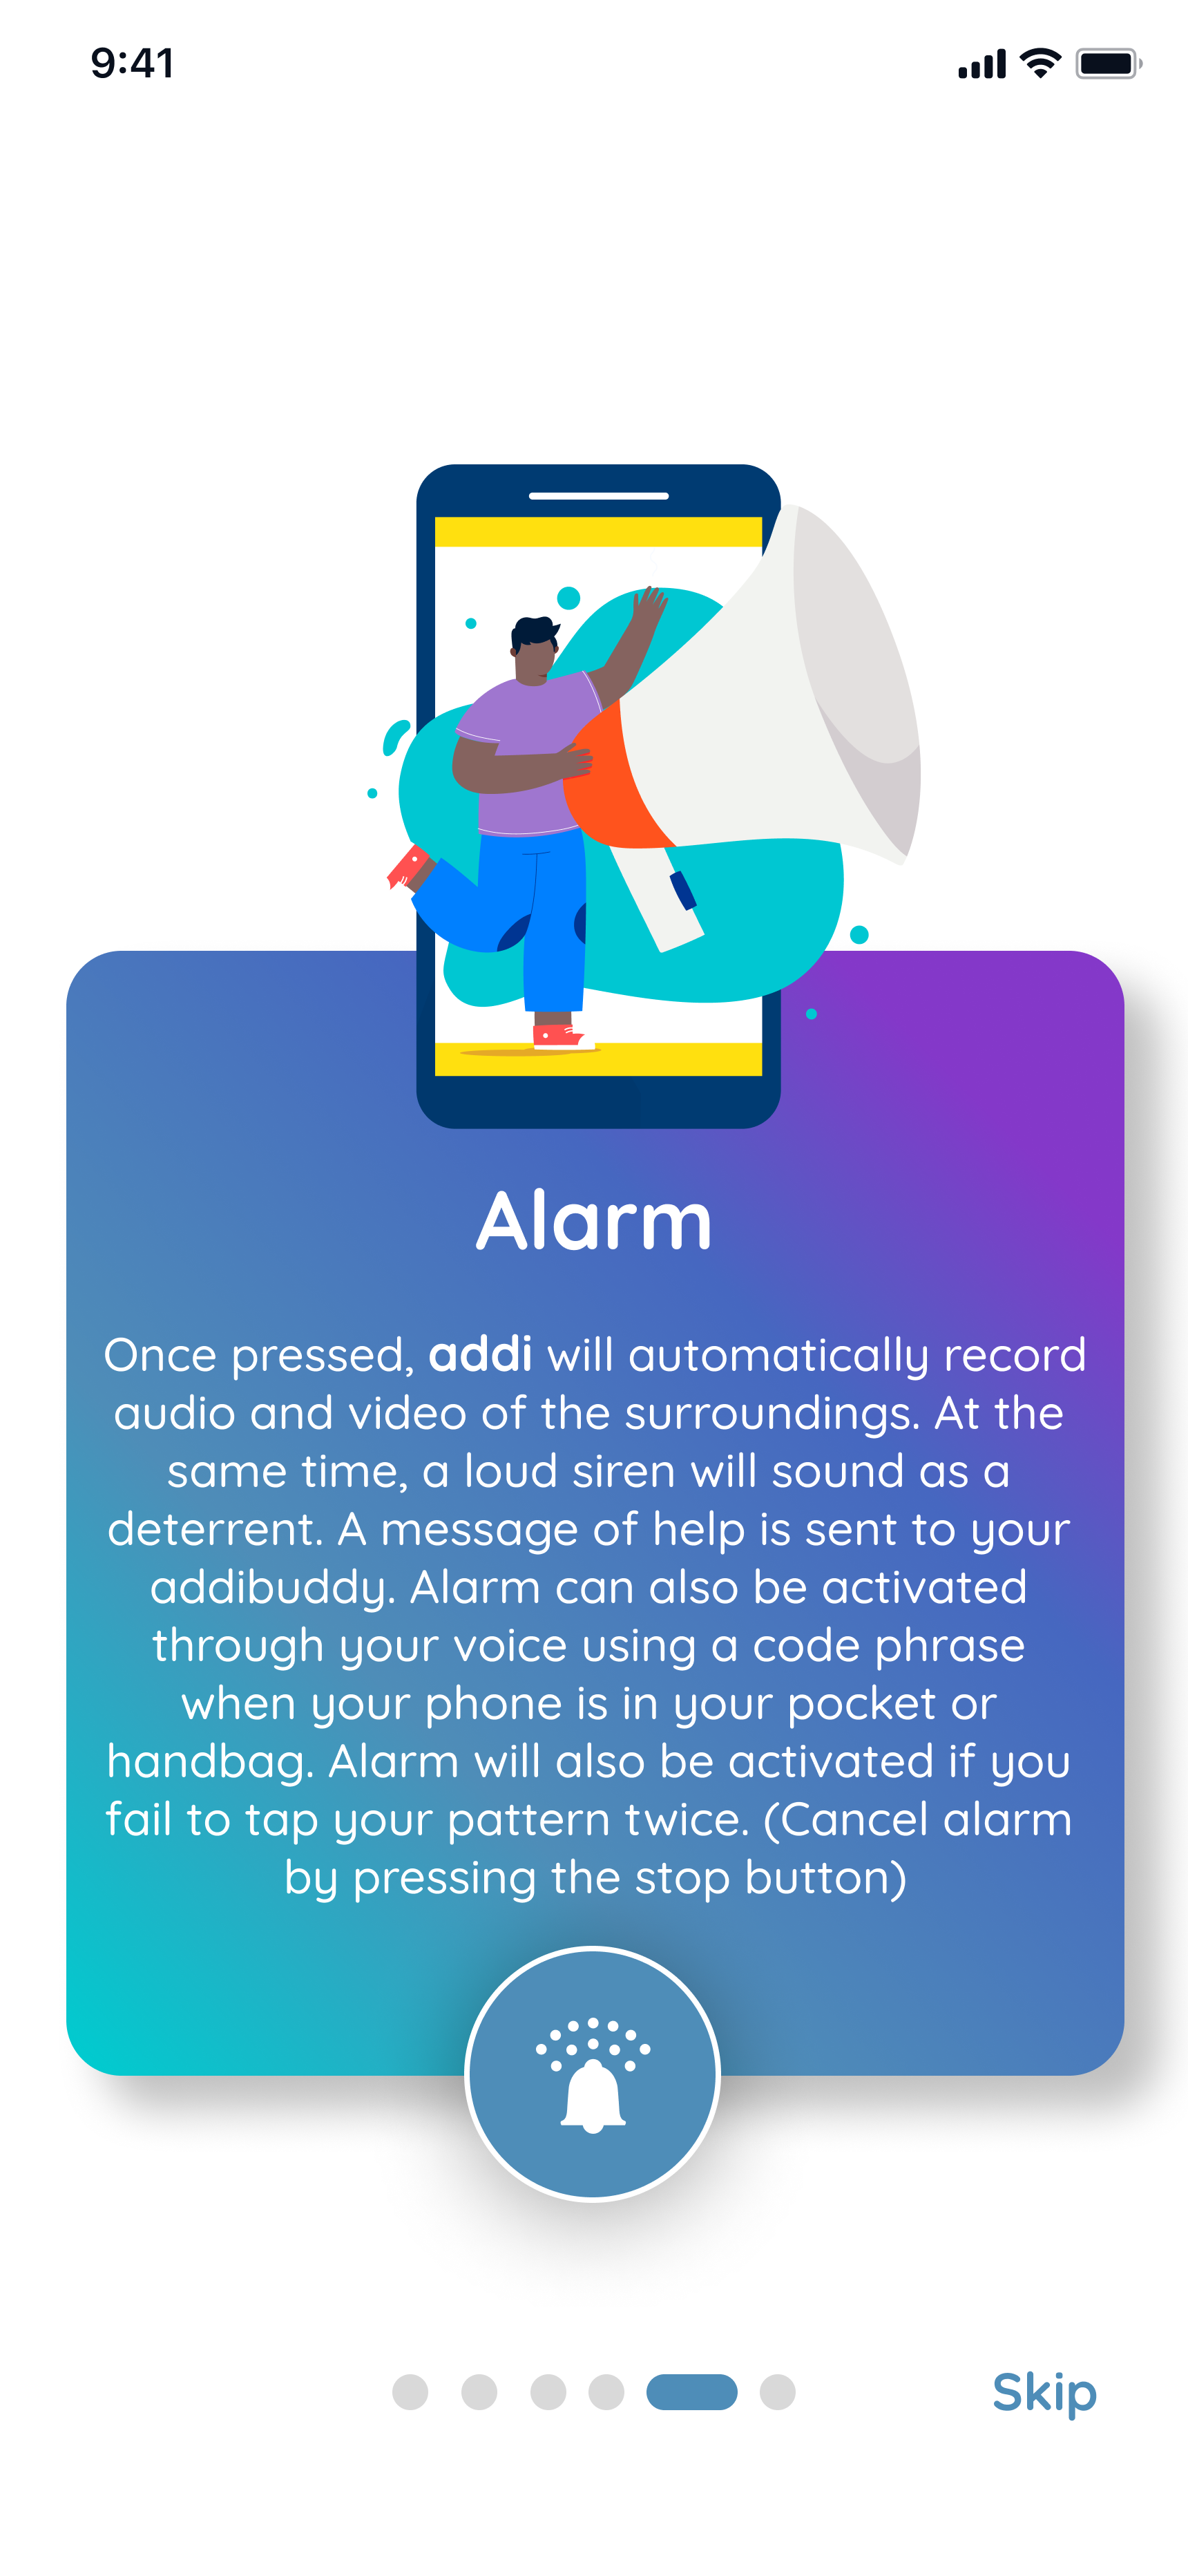 9:41
Alarm
Once pressed, addi will automatically record
audio and video of the surroundings. At the
same time, a loud siren will sound as a
deterrent. A message of help is sent to your
addibuddy. Alarm can also be activated
through your voice using a code phrase
when your phone is in your pocket or
handbag. Alarm will also be activated if you
fail to tap your pattern twice. (Cancel alarm
by pressing the stop button)
Skip